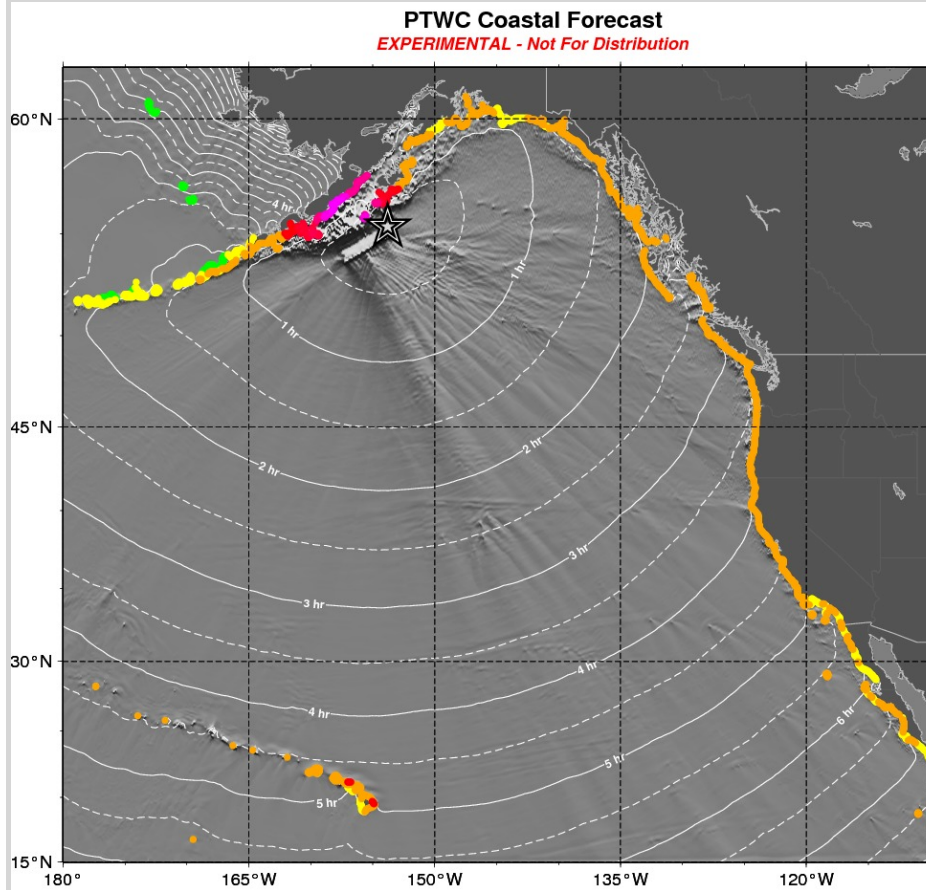 PTWC Coastal Forecast
EXPERIMENTAL - Not For Distribution
60°N
4 hr
1 hr
1 hr
45°N
2 hr
2 hr
3 hr
3 hr
30°N
4 hr
4 hr
6 hr
5 hr
5 hr
15°N
180°
165°W
150°W
135°W
120°W